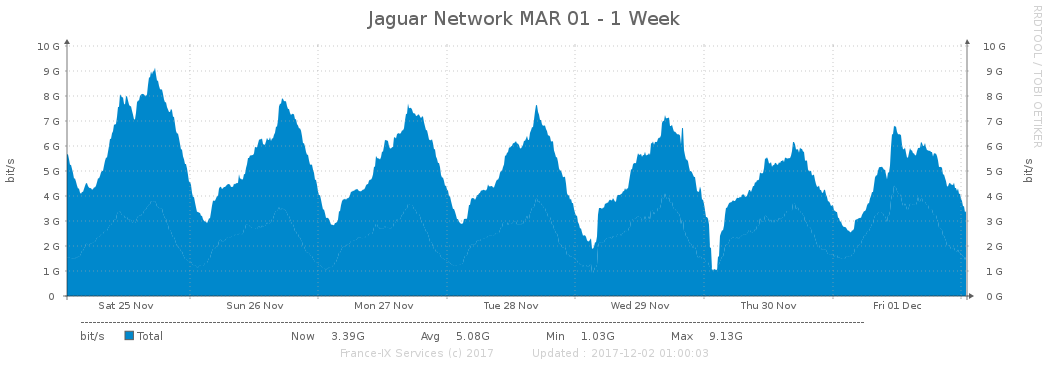 Jaguar Network MAR 01 - 1 Week
RRDTOOL / TOBI OETIKER
bit/s
10 G
9 G
8 G
7 G
6 G
5 G
4 G
3 G
2 G
1 G
0
10 G
9 G
8 G
7 G
6 G
5 G
4 G
3 G
2 G
1 G
0 G
bit/s
Sat 25 Nov Sun 26 Nov Mon 27 Nov Tue 28 Nov Wed 29 Nov Thu 30 Nov Fri 01 Dec
bit/s Total Now 3.39G Avg 5.08G Min 1.03G Max 9.13G
France-IX Services (c) 2017 Updated : 2017-12-02 01:00:03